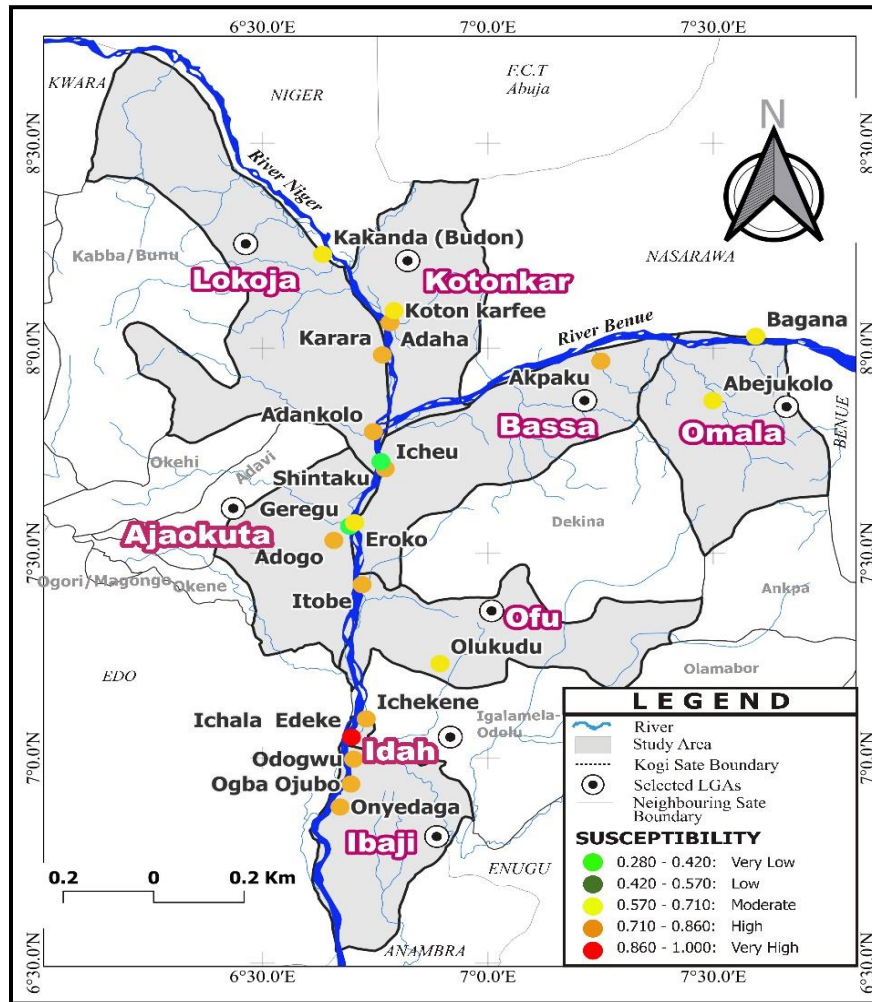 6°30.0'E 7°0.0'E 7°30.0'E
KWARA
NIGER
F.C.T
Abuja
N
8°30.0'N
8°30.0'N
River Niger
Kabba/Bunu
Kakanda (Budon)
NASARAWA
Lokoja
Kotonkar
Koton karfee
River Benue
Bagana
Karara
Adaha
8°0.0'N
8°0.0'N
Akpaku
Abejukolo
Adankolo
Bassa
Omala
BENUE
Okehi
Adavi
Icheu
Shintaku
Geregu
Dekina
Ajaokuta
Eroko
Adogo
7°30.0'N
7°30.0'N
Ogori/Magongo
Okene
Itobe
Ankpa
Ofu
Olukudu
EDO
Olamabor
Ichala Edeke
Ichekene
Igalamela-
Odolu
Idah
7°0.0'N
7°0.0'N
Odogwu
Ogba Ojubo
Onyedaga
Ibaji
ENUGU
0.2 0 0.2 Km
ANAMBRA
6°30.0'N
6°30.0'N
6°30.0'E 7°0.0'E 7°30.0'E
LEGEND
River
Study Area
Kogi Sate Boundary
Selected LGAs
Neighbouring Sate
Boundary
SUSCEPTIBILITY
0.280 - 0.420: Very Low
0.420 - 0.570: Low
0.570 - 0.710: Moderate
0.710 - 0.860: High
0.860 - 1.000: Very High